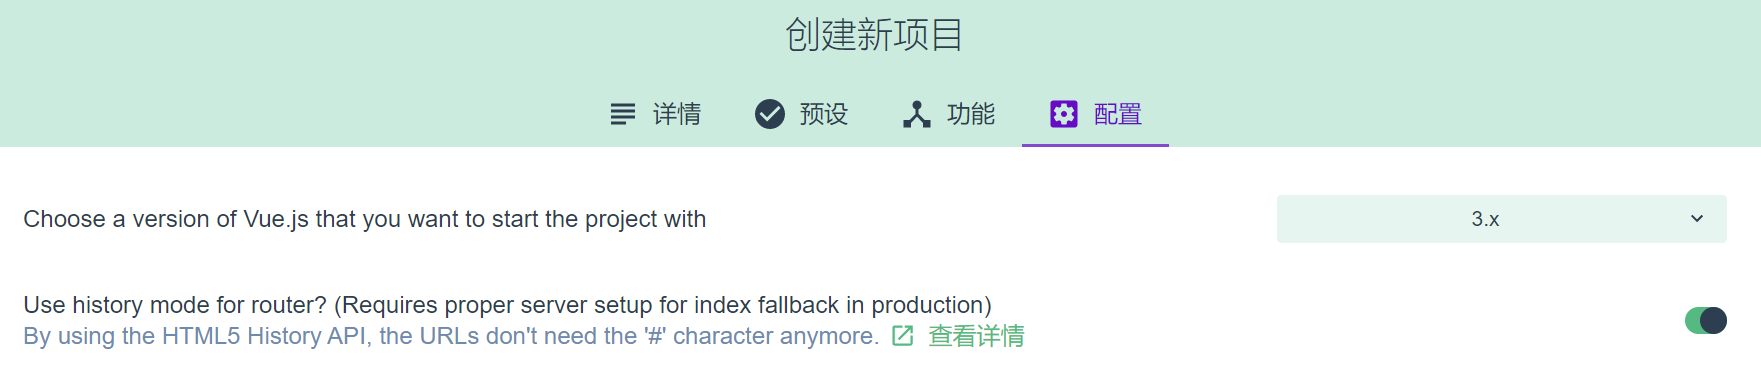 创建新项目
详情 预设 功能 配置
Choose a version of Vue.js that you want to start the project with 3.x
Use history mode for router? (Requires proper server setup for index fallback in production)
By using the HTML5 History API, the URLs don't need the '#' character anymore. 查看详情